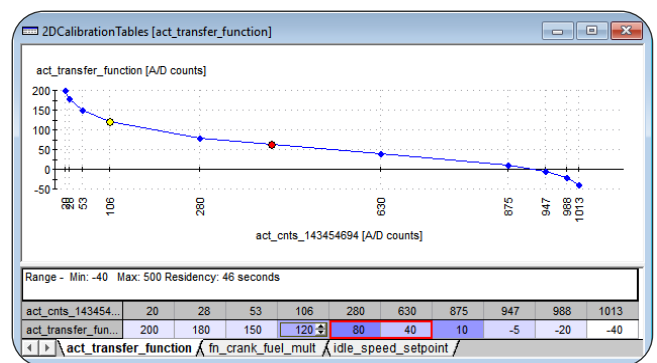 2DCalibrationTables [act_transfer_function]
act_transfer_function [A/D counts]
200
150
100
50
0
-50
20 28 53 106 280 630 875 947 988 1013
act_cnts_143454694 [A/D counts]
Range - Min: -40 Max: 500 Residency: 46 seconds
act_cnts_143454... 20 28 53 106 280 630 875 947 988 1013
act_transfer_fun... 200 180 150 120 80 40 10 -5 -20 -40
act_transfer_function fn_crank_fuel_mult idle_speed_setpoint